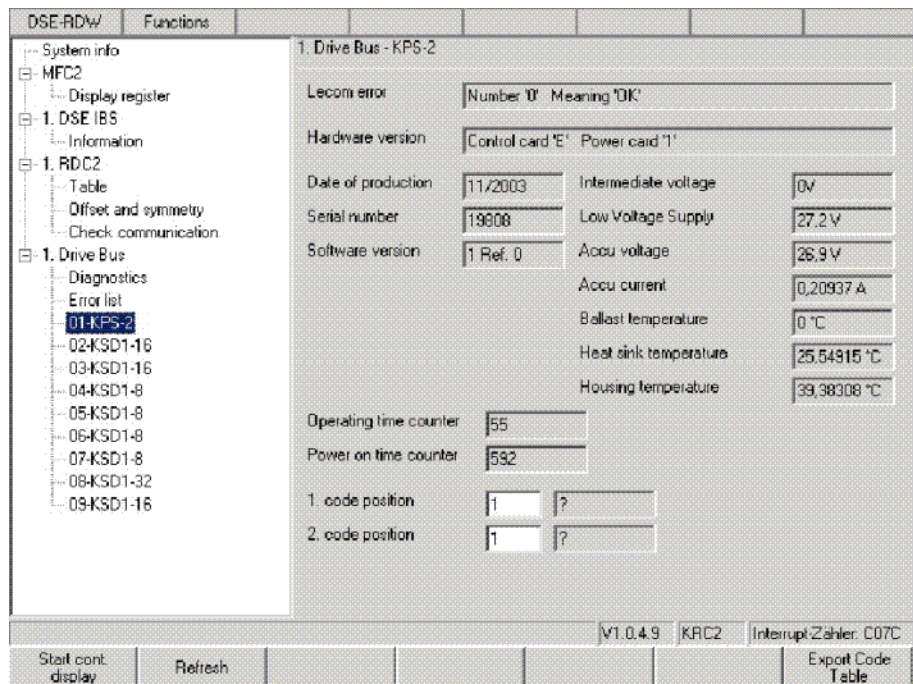 DSE-RDW Functions
System info
MFC2
Display register
1. DSE IBS
Information
1. RDC2
Table
Offset and symmetry
Check communication
1. Drive Bus
Diagnostics
Error list
01-KPS-2
02-KSD1-16
03-KSD1-16
04-KSD1-8
05-KSD1-8
06-KSD1-8
07-KSD1-8
08-KSD1-32
09-KSD1-16
1. Drive Bus - KPS-2
Lecom error Number '0' Meaning 'OK'
Hardware version Control card 'E' Power card '1'
Date of production 11/2003 Intermediate voltage 0V
Serial number 19808 Low Voltage Supply 27,2 V
Software version 1 Ref. 0 Accu voltage 26,9 V
Accu current 0,20937 A
Ballast temperature 0 °C
Heat sink temperature 25,54915 °C
Housing temperature 39,38308 °C
Operating time counter 55
Power on time counter 592
1. code position 1 ?
2. code position 1 ?
V1.0.4.9 KRC2 Interrupt-Zähler: C07C
Start cont. display
Refresh
Export Code Table